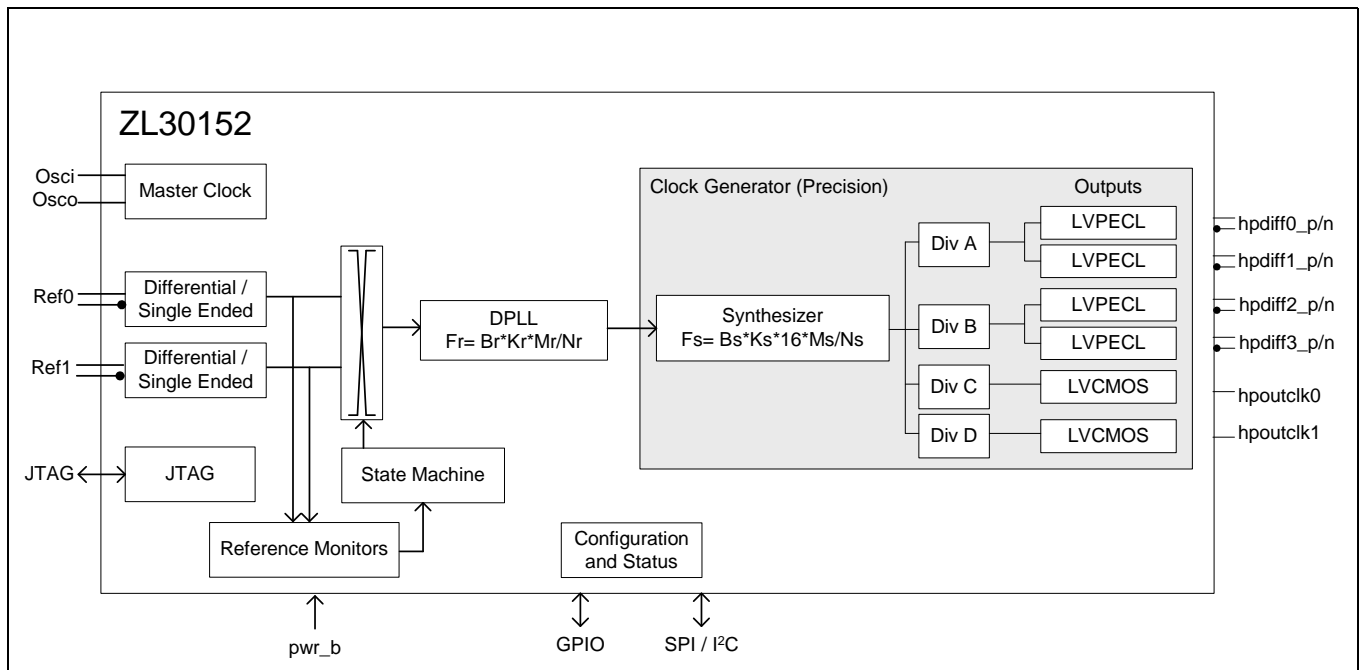 ZL30152
Osci
Osco
Master Clock
Ref0
Differential /
Single Ended
Ref1
Differential /
Single Ended
JTAG
JTAG
State Machine
Reference Monitors
DPLL
Fr= Br*Kr*Mr/Nr
Clock Generator (Precision)
Outputs
Synthesizer
Fs= Bs*Ks*16*Ms/Ns
Div A
Div B
Div C
Div D
LVPECL
LVPECL
LVPECL
LVPECL
LVCMOS
LVCMOS
hpdiff0_p/n
hpdiff1_p/n
hpdiff2_p/n
hpdiff3_p/n
hpoutclk0
hpoutclk1
Configuration
and Status
pwr_b
GPIO
SPI / I²C